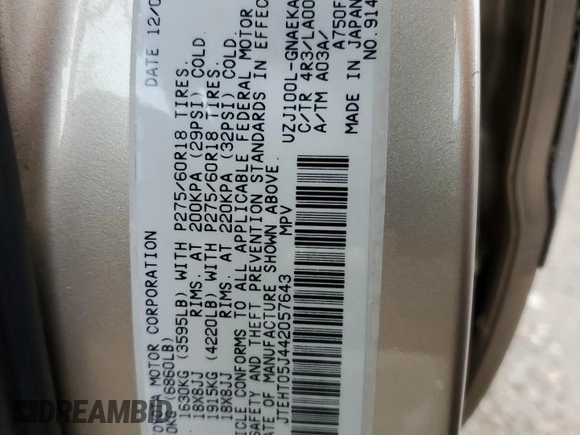 DATE 12/0
TOYOTA MOTOR CORPORATION
(6860LB)
1630KG (3595LB) WITH P275/60R18 TIRES.
18X8JJ RIMS. AT 200KPA (29PSI) COLD.
1915KG (4220LB) WITH P275/60R18 TIRES.
18X8JJ RIMS. AT 220KPA (32PSI) COLD.
ICLE CONFORMS TO ALL APPLICABLE FEDERAL MOTOR
SAFETY AND THEFT PREVENTION STANDARDS IN EFFEC
ATE OF MANUFACTURE SHOWN ABOVE.
JTEHT05J442057643 MPV
UZJ100L-GNAEKA
C/TR 4R3/LA00
A/TM A03A/
A750F
MADE IN JAPAN
NO.914
DREAMBID